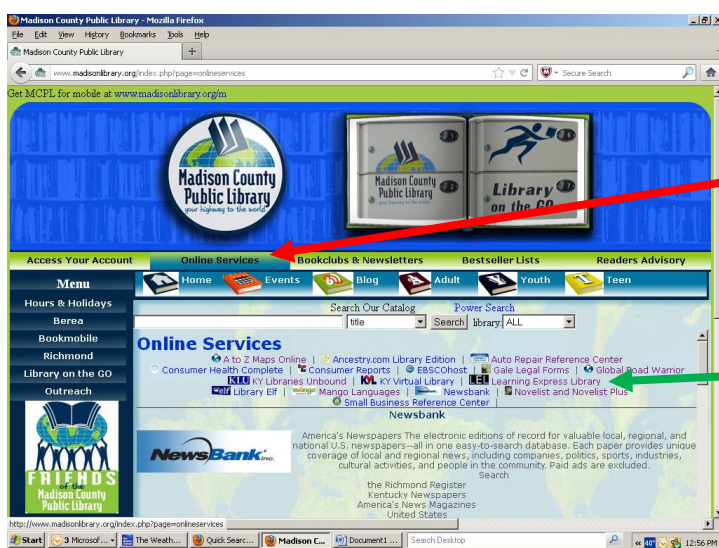 Madison County Public Library - Mozilla Firefox
File Edit View History Bookmarks Tools Help
Madison County Public Library +
www.madisonlibrary.org/index.php?page=onlineservices
Secure Search
Get MCPL for mobile at www.madisonlibrary.org/m
Madison County
Public Library
your highway to the world
Madison County
Public Library
your highway to the world
Library
on the GO
Access Your Account Online Services Bookclubs & Newsletters Bestseller Lists Readers Advisory
Menu
Home Events Blog Adult Youth Teen
Hours & Holidays
Berea
Bookmobile
Richmond
Library on the GO
Outreach
FRIENDS
of the
Madison County
Public Library
Search Our Catalog Power Search
title Search library: ALL
Online Services
A to Z Maps Online | Ancestry.com Library Edition | Auto Repair Reference Center
Consumer Health Complete | Consumer Reports | EBSCOhost | Gale Legal Forms | Global Road Warrior
KLU KY Libraries Unbound | KYVL KY Virtual Library | LEL Learning Express Library
elf Library Elf | mango Mango Languages | Newsbank | Novelist and Novelist Plus
Small Business Reference Center |
Newsbank
NewsBank inc.
America's Newspapers The electronic editions of record for valuable local, regional, and
national U.S. newspapers--all in one easy-to-search database. Each paper provides unique
coverage of local and regional news, including companies, politics, sports, industries,
cultural activities, and people in the community. Paid ads are excluded.
Search
the Richmond Register
Kentucky Newspapers
America's News Magazines
United States
http://www.madisonlibrary.org/index.php?page=onlineservices
Start 3 Microsof... The Weath... Quick Searc... Madison C... Document1 ... Search Desktop « 40° 12:56 PM